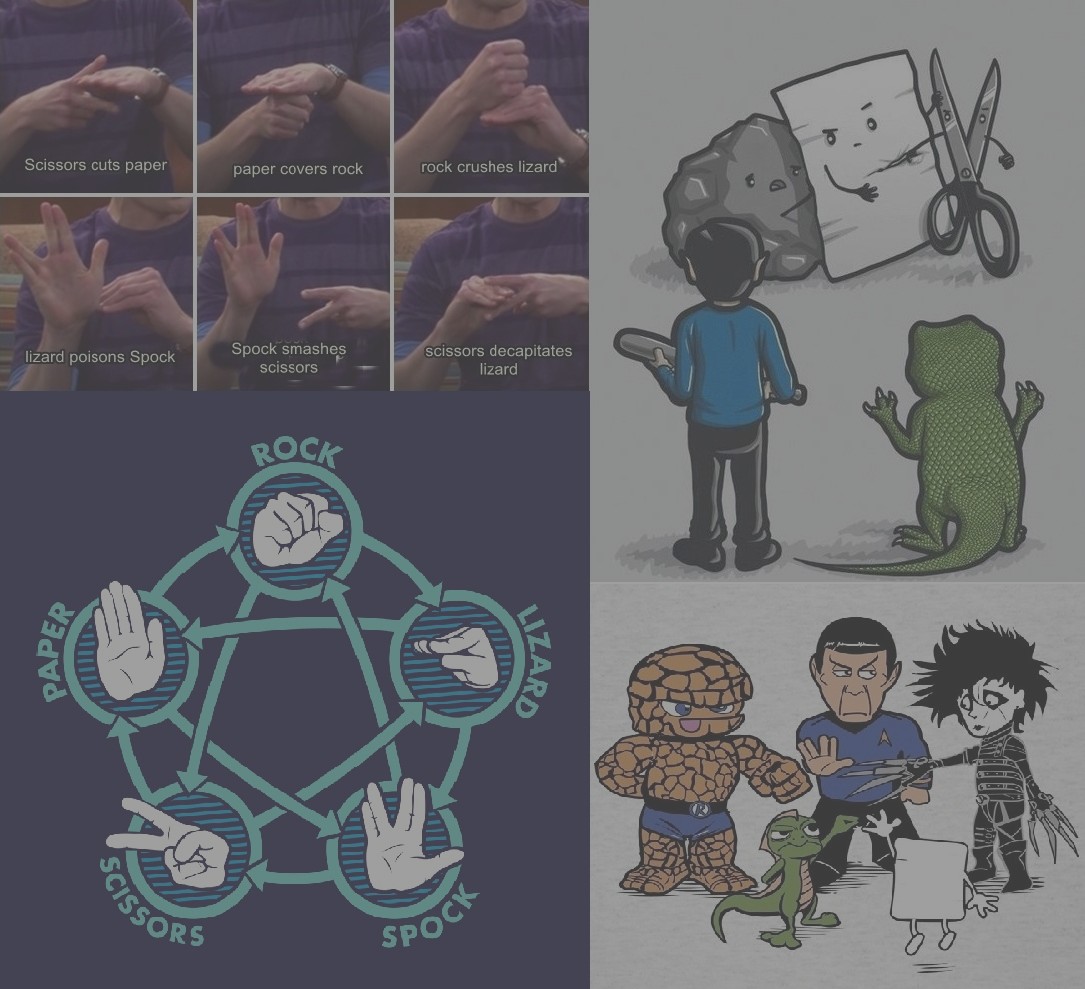 Scissors cuts paper
paper covers rock
rock crushes lizard
lizard poisons Spock
Spock smashes
scissors
scissors decapitates
lizard
ROCK
PAPER
LIZARD
SCISSORS
SPOCK
R